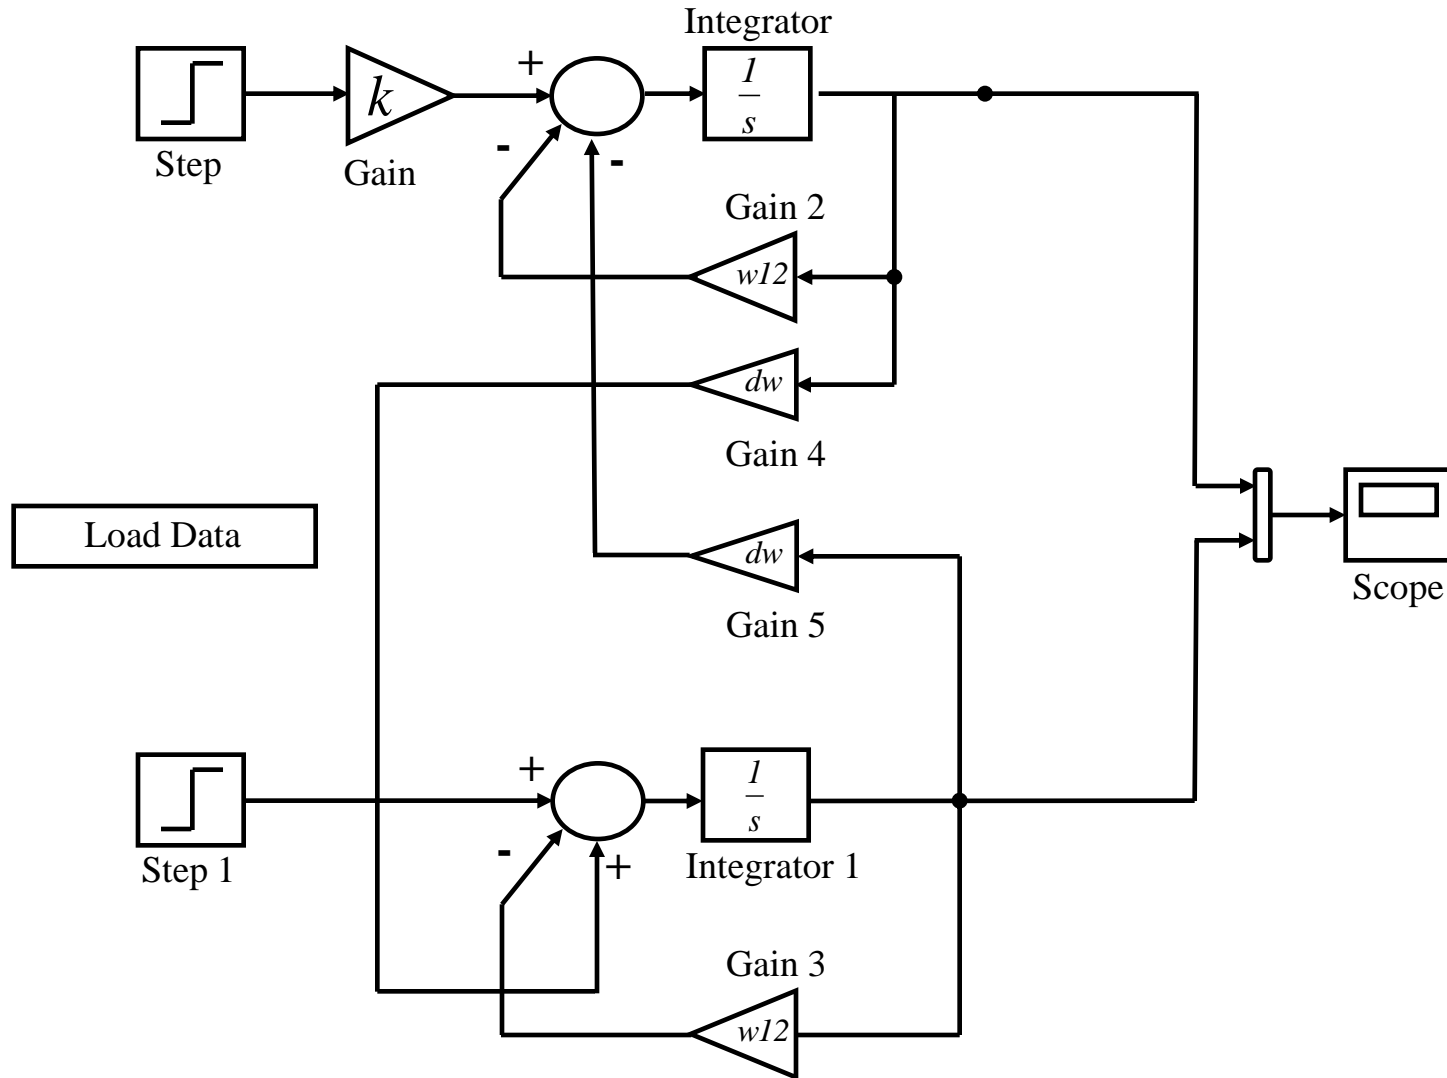 Integrator
+
k
1
s
Step
Gain
-
-
Gain 2
w12
dw
Gain 4
Load Data
dw
Gain 5
Scope
+
1
s
Step 1
-
+
Integrator 1
Gain 3
w12